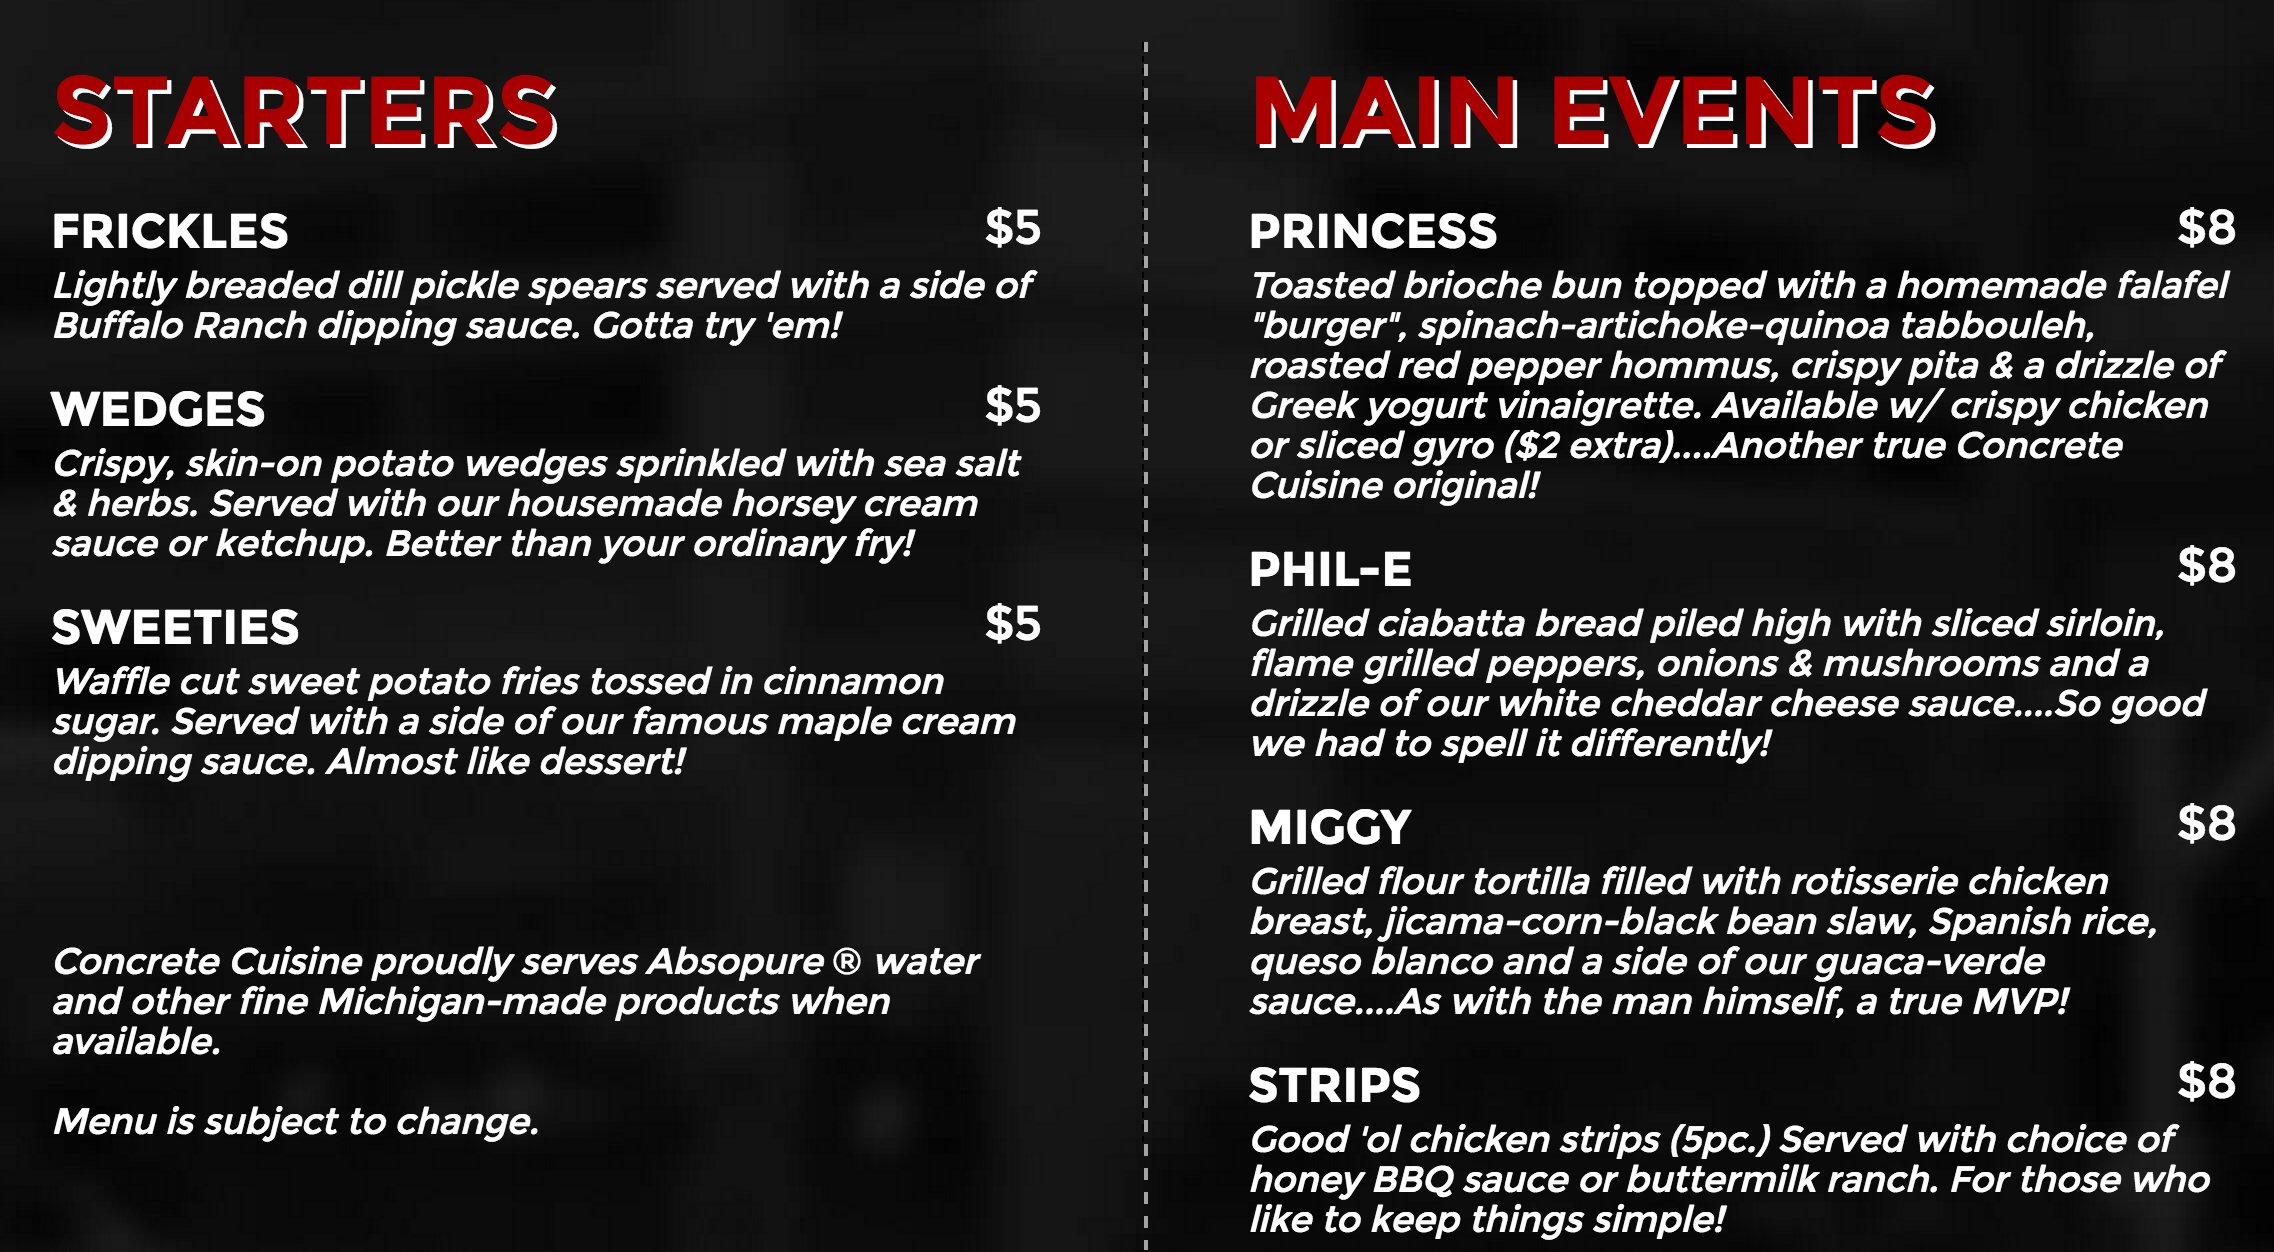 STARTERS
FRICKLES $5
Lightly breaded dill pickle spears served with a side of
Buffalo Ranch dipping sauce. Gotta try 'em!
WEDGES $5
Crispy, skin-on potato wedges sprinkled with sea salt
& herbs. Served with our housemade horsey cream
sauce or ketchup. Better than your ordinary fry!
SWEETIES $5
Waffle cut sweet potato fries tossed in cinnamon
sugar. Served with a side of our famous maple cream
dipping sauce. Almost like dessert!
Concrete Cuisine proudly serves Absopure ® water
and other fine Michigan-made products when
available.
Menu is subject to change.
MAIN EVENTS
PRINCESS $8
Toasted brioche bun topped with a homemade falafel
"burger", spinach-artichoke-quinoa tabbouleh,
roasted red pepper hommus, crispy pita & a drizzle of
Greek yogurt vinaigrette. Available w/ crispy chicken
or sliced gyro ($2 extra)....Another true Concrete
Cuisine original!
PHIL-E $8
Grilled ciabatta bread piled high with sliced sirloin,
flame grilled peppers, onions & mushrooms and a
drizzle of our white cheddar cheese sauce....So good
we had to spell it differently!
MIGGY $8
Grilled flour tortilla filled with rotisserie chicken
breast, jicama-corn-black bean slaw, Spanish rice,
queso blanco and a side of our guaca-verde
sauce....As with the man himself, a true MVP!
STRIPS $8
Good 'ol chicken strips (5pc.) Served with choice of
honey BBQ sauce or buttermilk ranch. For those who
like to keep things simple!